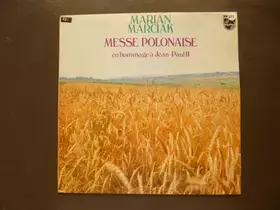 MARIAN
MARCIAK
MESSE POLONAISE
en hommage à Jean-Paul II